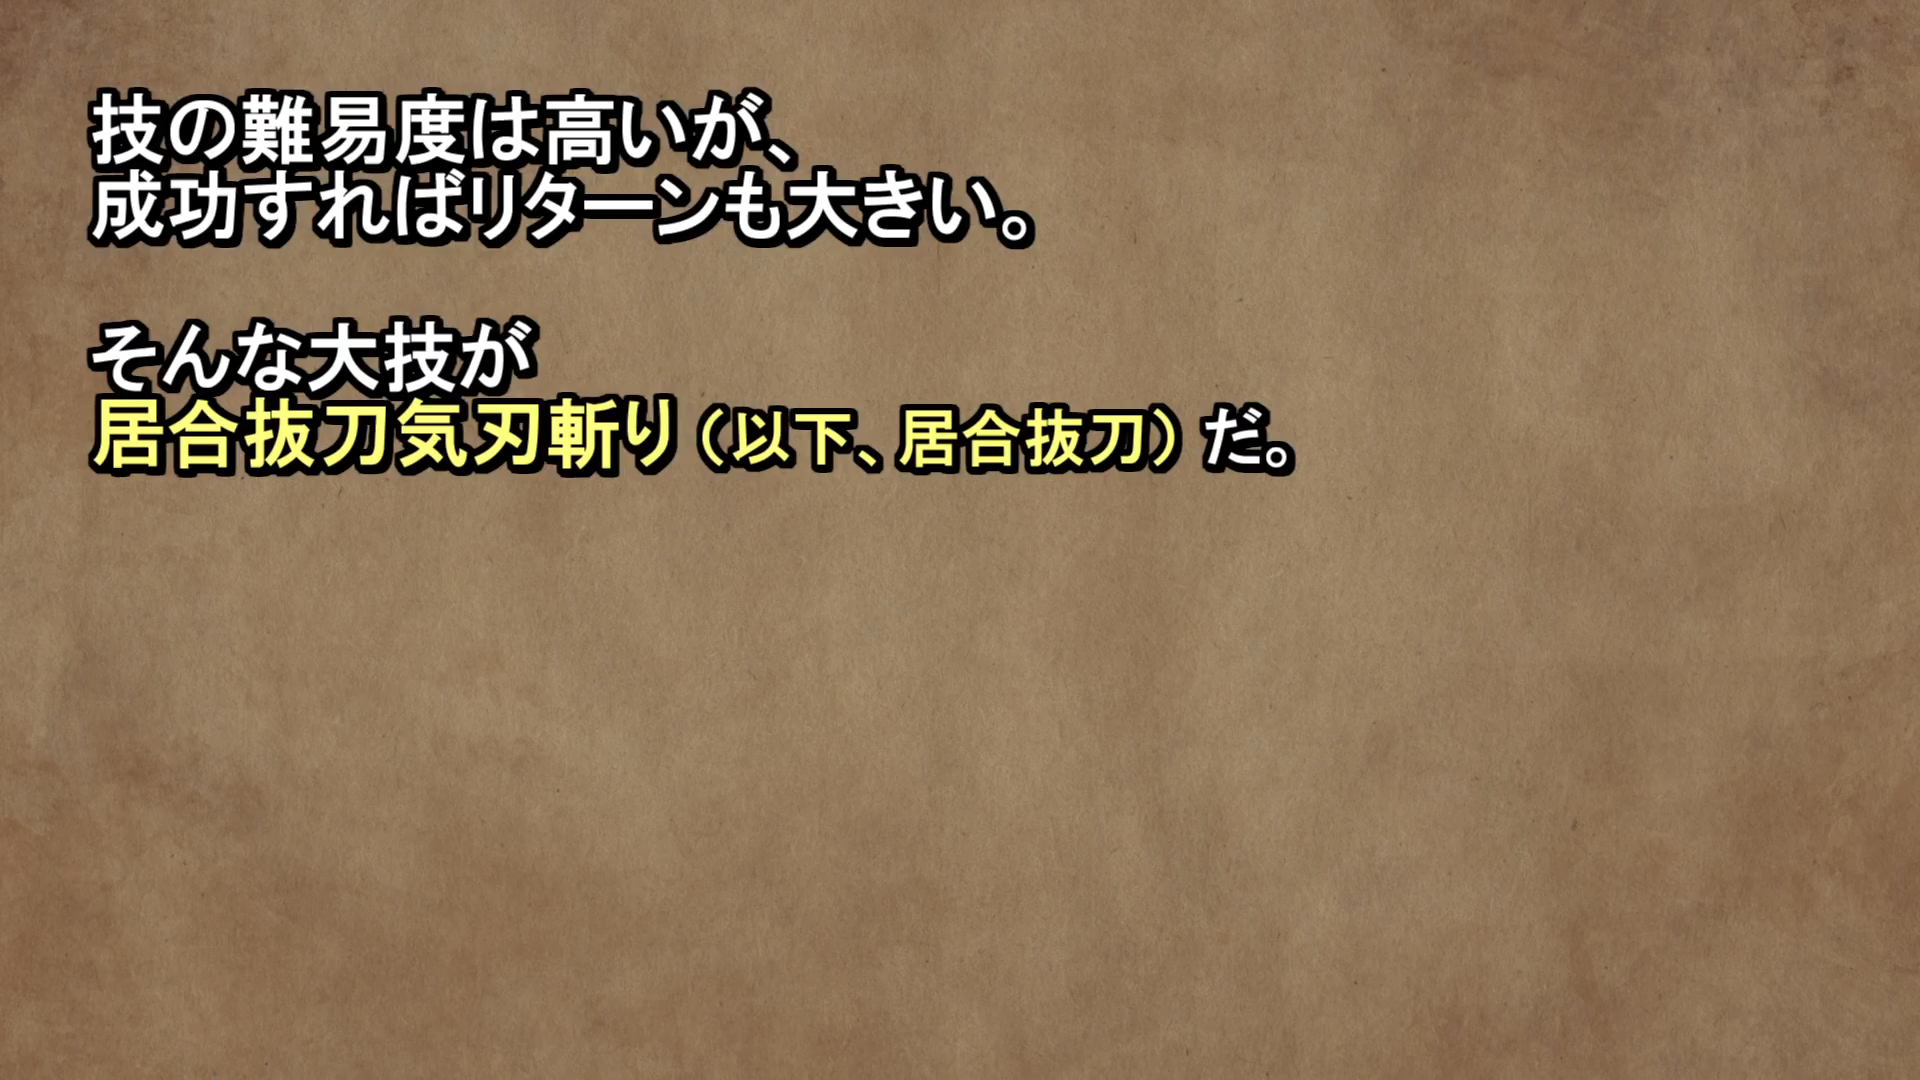 技の難易度は高いが、
成功すればリターンも大きい。
そんな大技が
居合抜刀気刃斬り（以下、居合抜刀）だ。